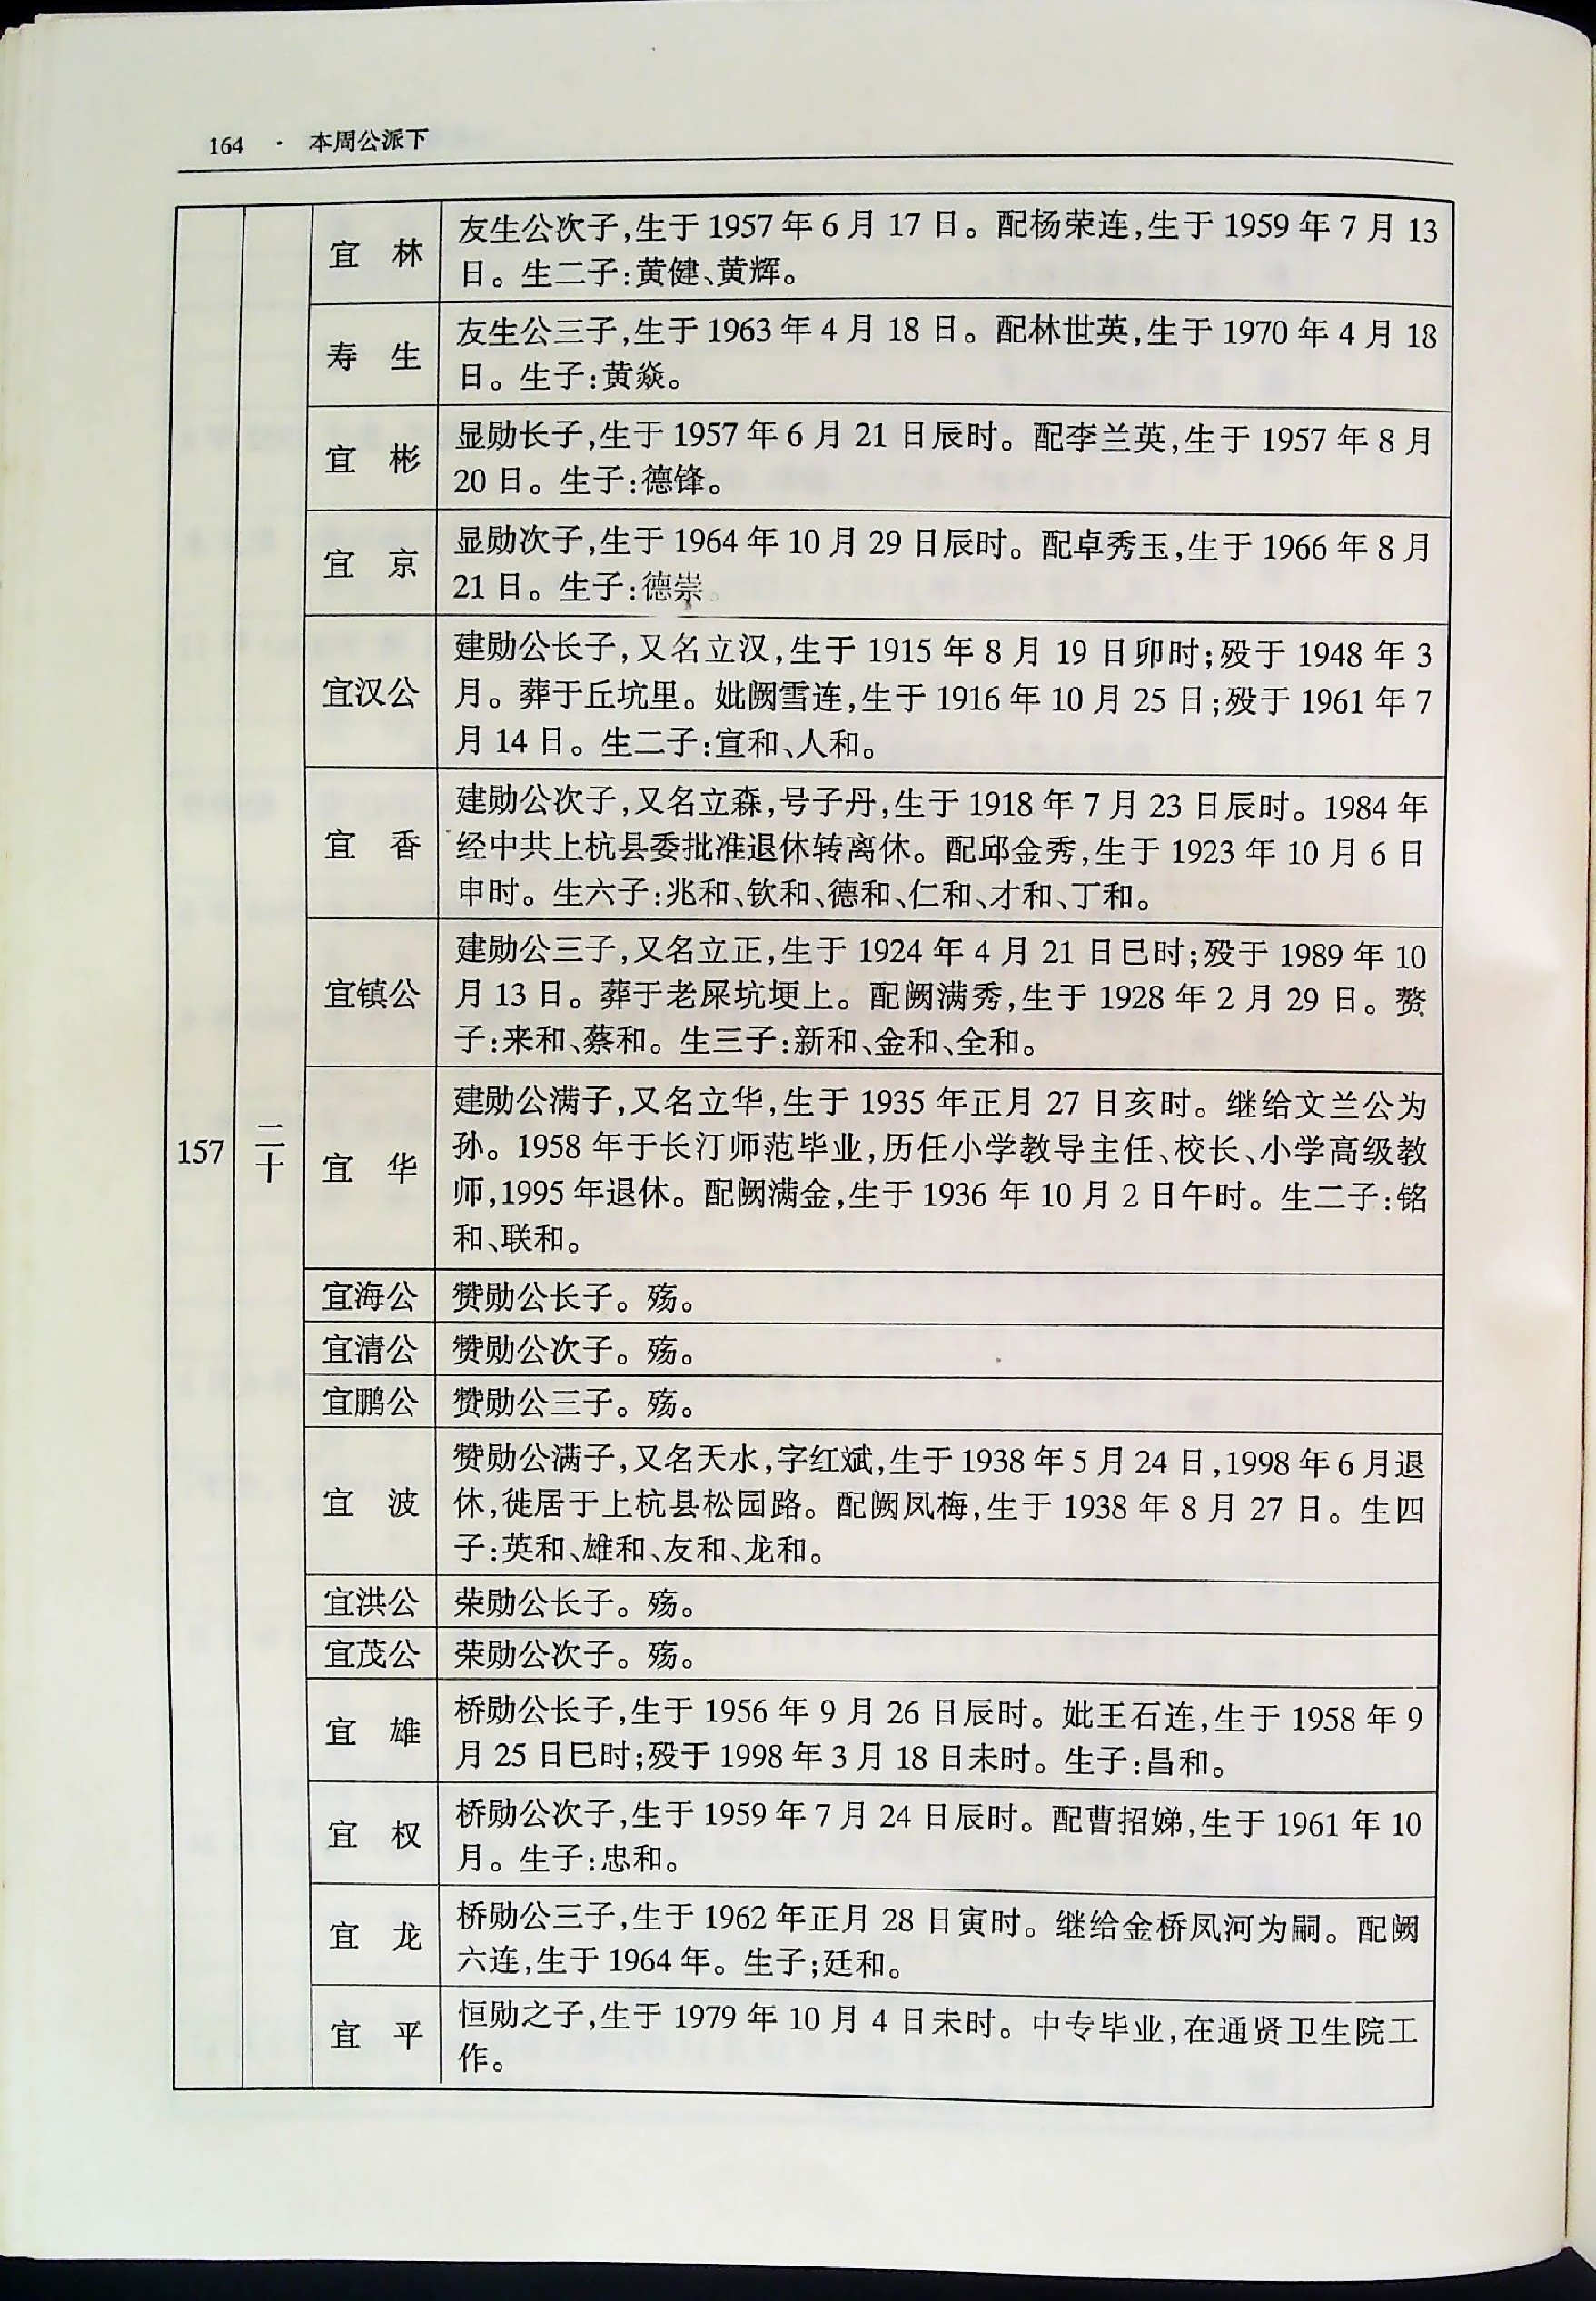 164 · 本周公派下
宜 林
友生公次子,生于 1957 年 6 月 17 日。配杨荣连,生于 1959 年 7 月 13
日。生二子:黄健、黄辉。
寿 生
友生公三子,生于 1963 年 4 月 18 日。配林世英,生于 1970 年 4 月 18
日。生子:黄焱。
宜 彬
显勋长子,生于 1957 年 6 月 21 日辰时。配李兰英,生于 1957 年 8 月
20 日。生子:德锋。
宜 京
显勋次子,生于 1964 年 10 月 29 日辰时。配卓秀玉,生于 1966 年 8 月
21 日。生子:德崇。
宜汉公
建勋公长子,又名立汉,生于 1915 年 8 月 19 日卯时;殁于 1948 年 3
月。葬于丘坑里。妣阙雪连,生于 1916 年 10 月 25 日;殁于 1961 年 7
月 14 日。生二子:宣和、人和。
宜 香
建勋公次子,又名立森,号子丹,生于 1918 年 7 月 23 日辰时。1984 年
经中共上杭县委批准退休转离休。配邱金秀,生于 1923 年 10 月 6 日
申时。生六子:兆和、钦和、德和、仁和、才和、丁和。
宜镇公
建勋公三子,又名立正,生于 1924 年 4 月 21 日巳时;殁于 1989 年 10
月 13 日。葬于老屎坑埂上。配阙满秀,生于 1928 年 2 月 29 日。赘
子:来和、蔡和。生三子:新和、金和、全和。
157
二十
宜 华
建勋公满子,又名立华,生于 1935 年正月 27 日亥时。继给文兰公为
孙。1958 年于长汀师范毕业,历任小学教导主任、校长、小学高级教
师,1995 年退休。配阙满金,生于 1936 年 10 月 2 日午时。生二子:铭
和、联和。
宜海公
赞勋公长子。殇。
宜清公
赞勋公次子。殇。
宜鹏公
赞勋公三子。殇。
宜 波
赞勋公满子,又名天水,字红斌,生于 1938 年 5 月 24 日,1998 年 6 月退
休,徙居于上杭县松园路。配阙凤梅,生于 1938 年 8 月 27 日。生四
子:英和、雄和、友和、龙和。
宜洪公
荣勋公长子。殇。
宜茂公
荣勋公次子。殇。
宜 雄
桥勋公长子,生于 1956 年 9 月 26 日辰时。妣王石连,生于 1958 年 9
月 25 日巳时;殁于 1998 年 3 月 18 日未时。生子:昌和。
宜 权
桥勋公次子,生于 1959 年 7 月 24 日辰时。配曹招娣,生于 1961 年 10
月。生子:忠和。
宜 龙
桥勋公三子,生于 1962 年正月 28 日寅时。继给金桥凤河为嗣。配阙
六连,生于 1964 年。生子;廷和。
宜 平
恒勋之子,生于 1979 年 10 月 4 日未时。中专毕业,在通贤卫生院工
作。